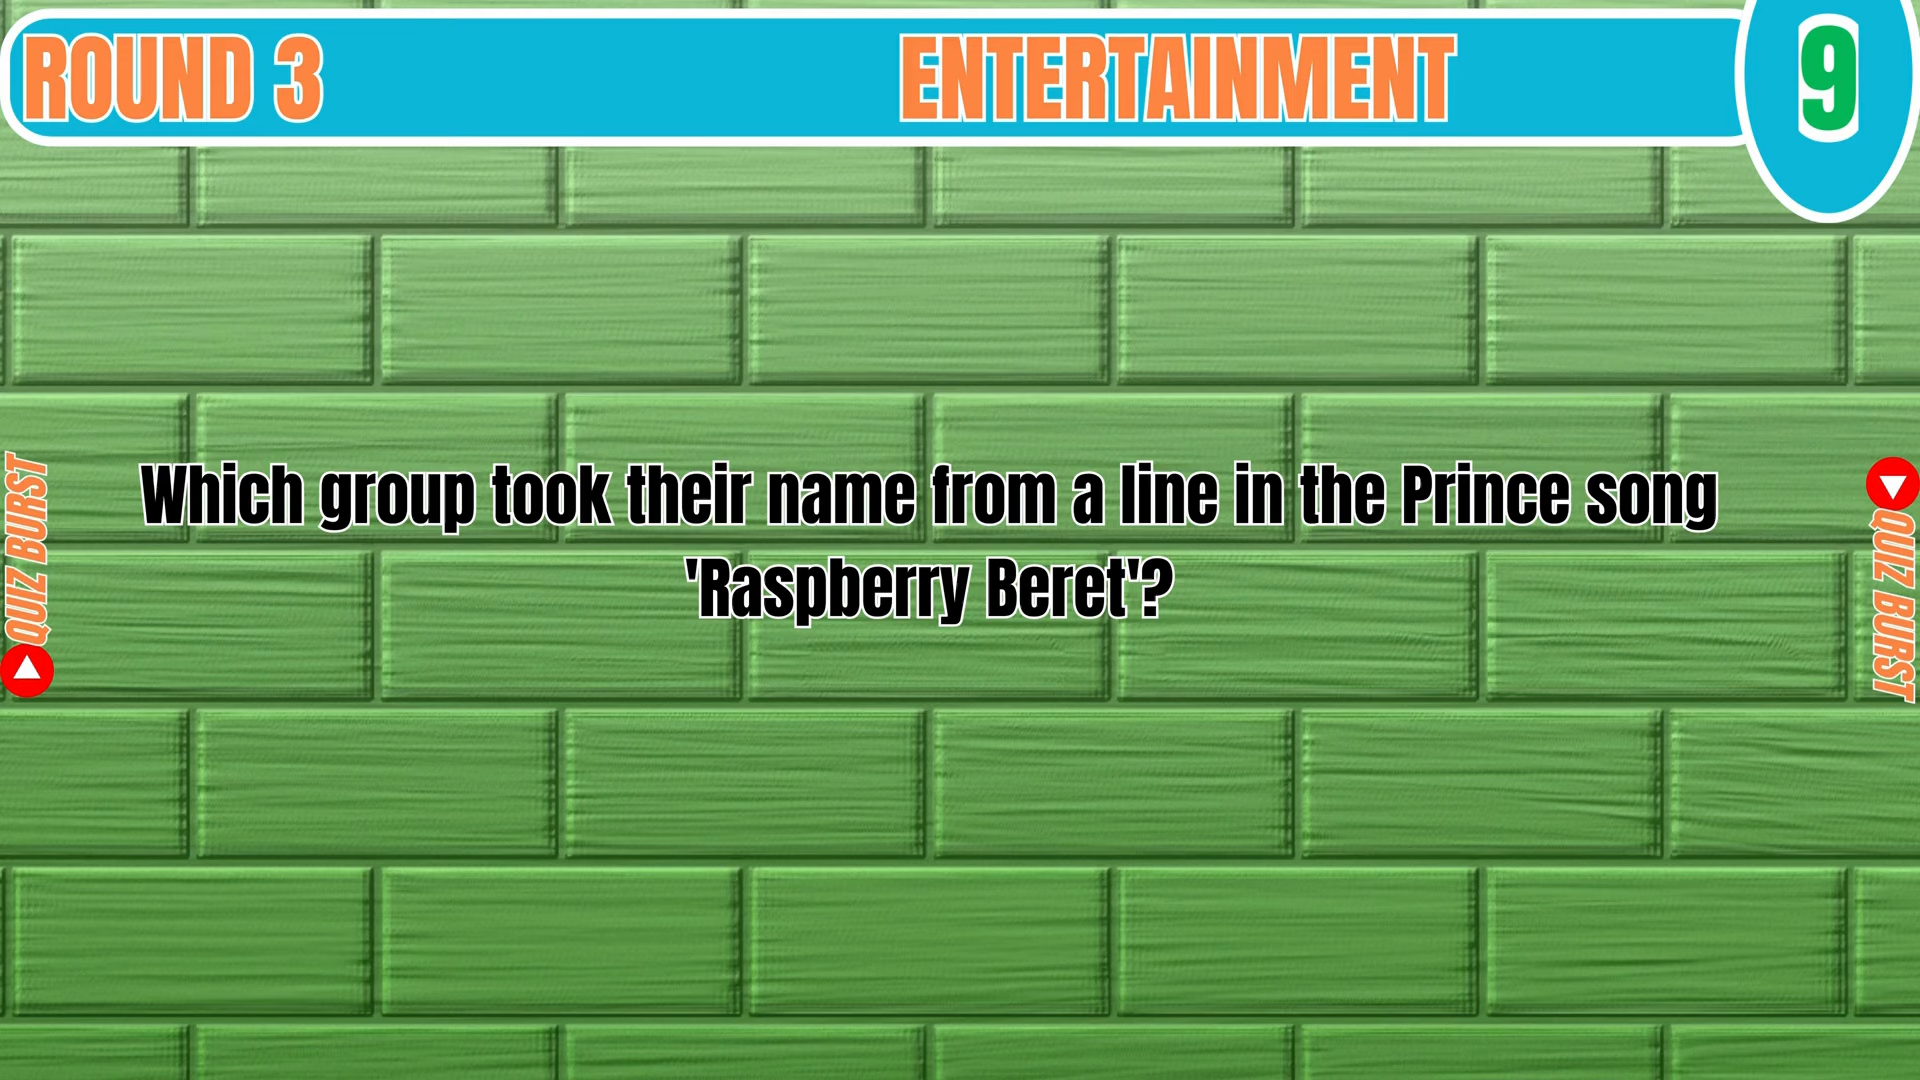 ROUND 3
ENTERTAINMENT
9
Which group took their name from a line in the Prince song
'Raspberry Beret'?
QUIZ BURST
QUIZ BURST